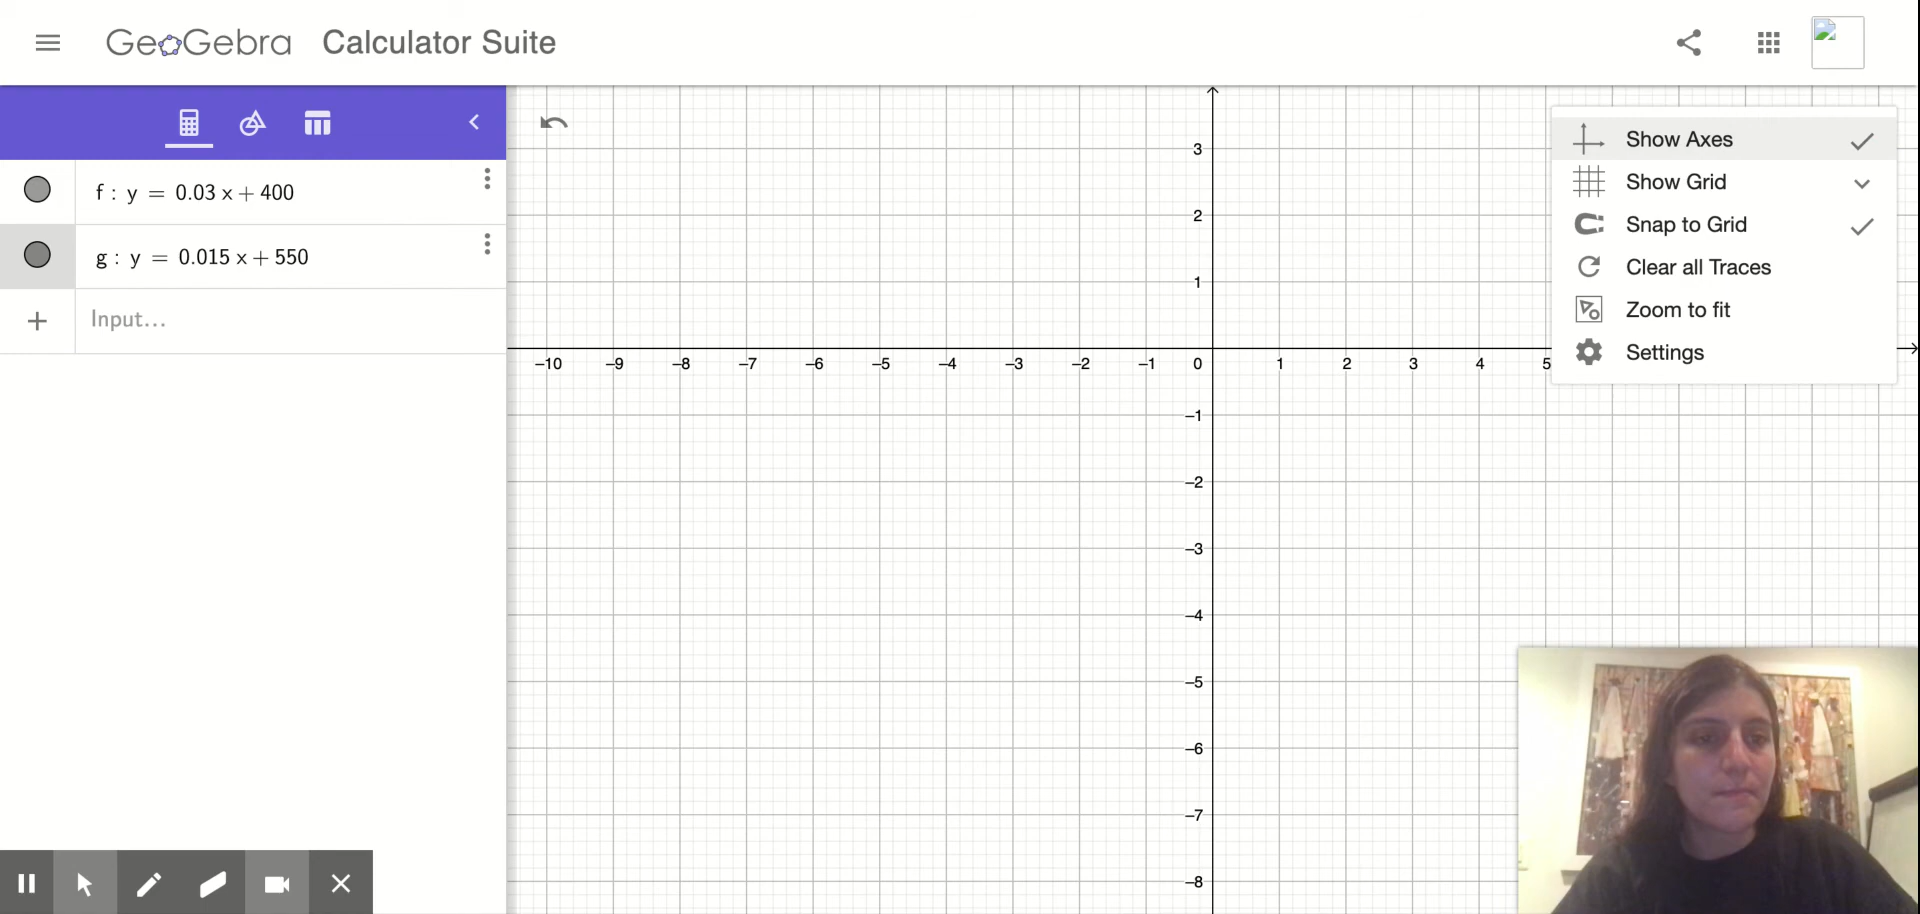 GeoGebra Calculator Suite
f : y = 0.03 x + 400
g : y = 0.015 x + 550
Input...
Show Axes
Show Grid
Snap to Grid
Clear all Traces
Zoom to fit
Settings
3
2
1
–10 –9 –8 –7 –6 –5 –4 –3 –2 –1 0 1 2 3 4 5
–1
–2
–3
–4
–5
–6
–7
–8